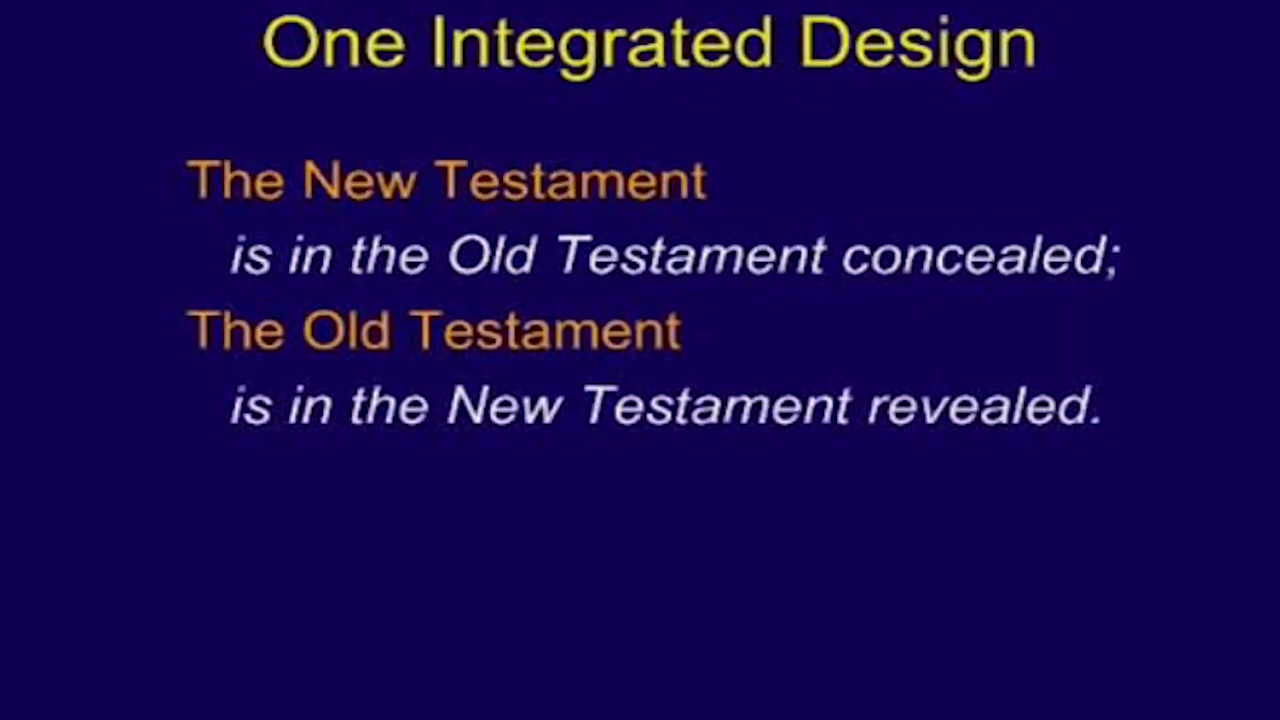 One Integrated Design
The New Testament
is in the Old Testament concealed;
The Old Testament
is in the New Testament revealed.